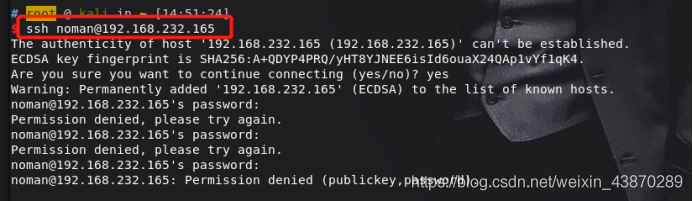 # root @ kali in ~ [14:51:24]
$ ssh noman@192.168.232.165
The authenticity of host '192.168.232.165 (192.168.232.165)' can't be established.
ECDSA key fingerprint is SHA256:A+QDYP4PRQ/yHT8YJNEE6isId6ouaX24QAp1vYf1qK4.
Are you sure you want to continue connecting (yes/no)? yes
Warning: Permanently added '192.168.232.165' (ECDSA) to the list of known hosts.
noman@192.168.232.165's password:
Permission denied, please try again.
noman@192.168.232.165's password:
Permission denied, please try again.
noman@192.168.232.165's password:
noman@192.168.232.165: Permission denied (publickey,password).
https://blog.csdn.net/weixin_43870289